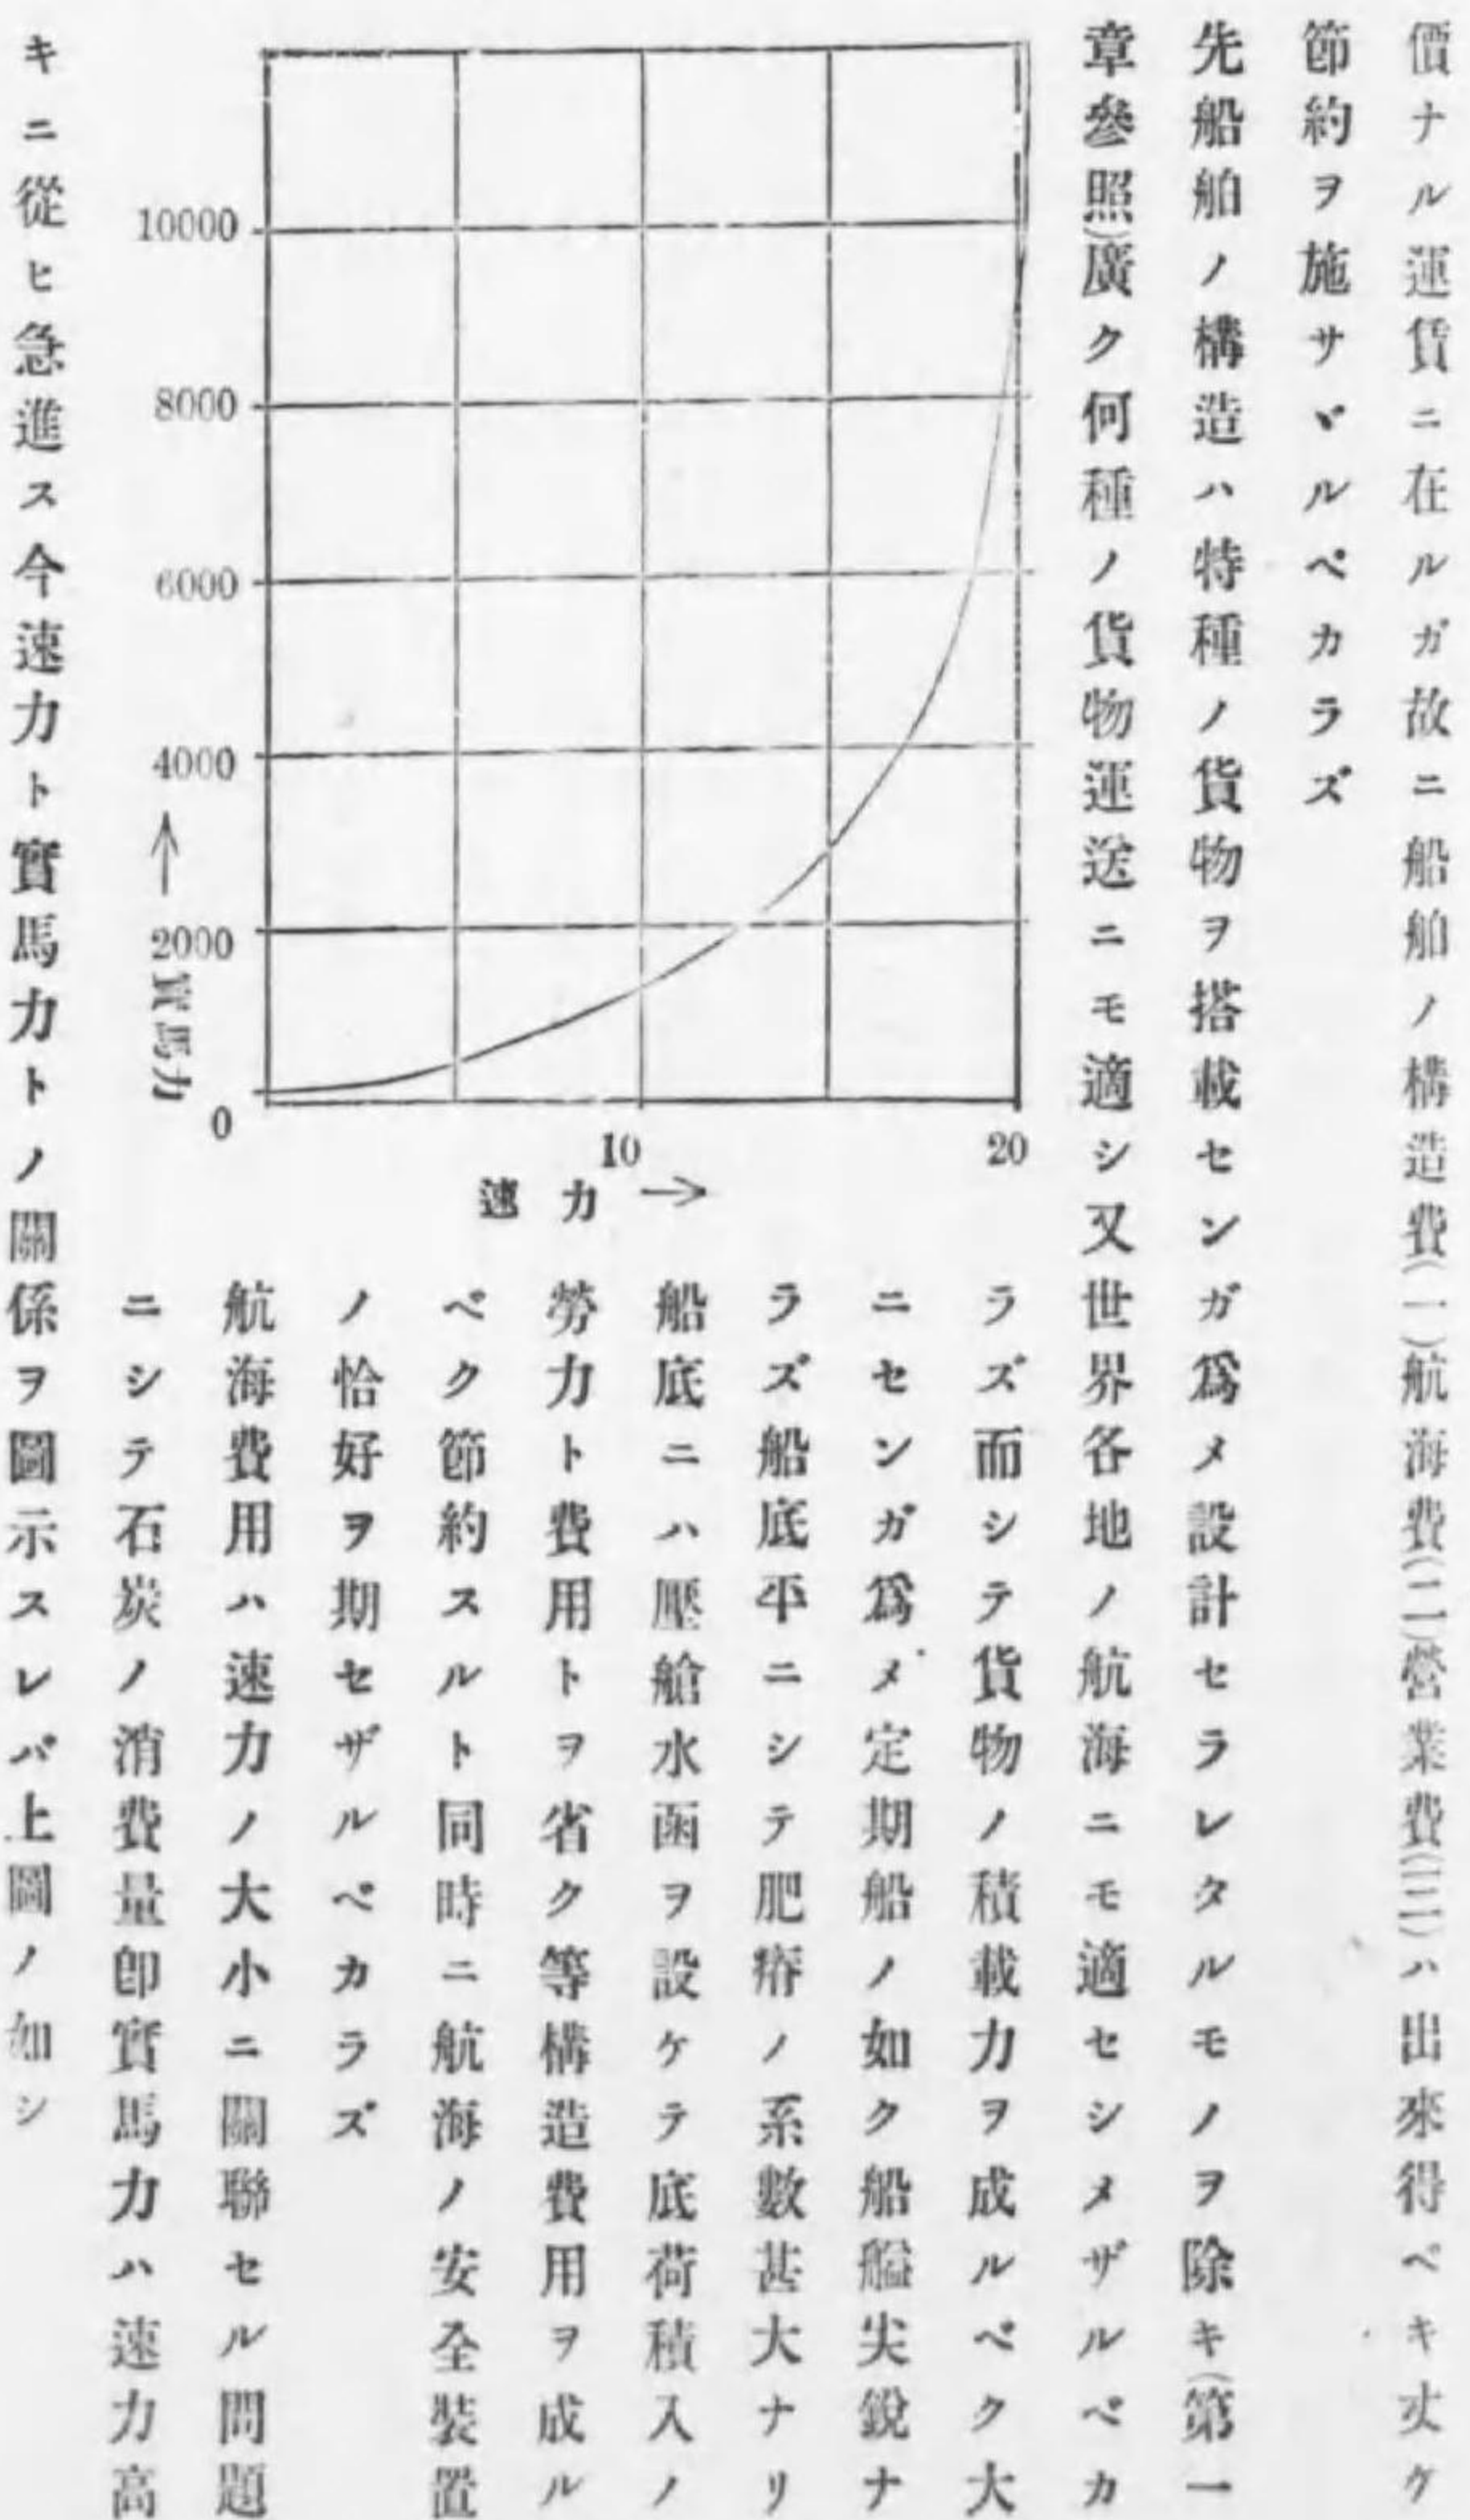 價ナル運賃ニ在ルガ故ニ船舶ノ構造費(一)航海費(二)營業費(三)ハ出來得ベキ丈ケ
節約ヲ施サヾルベカラズ
先船舶ノ構造ハ特種ノ貨物ヲ搭載センガ爲メ設計セラレタルモノヲ除キ(第一
章參照)廣ク何種ノ貨物運送ニモ適シ又世界各地ノ航海ニモ適セシメザルベカ
ラズ而シテ貨物ノ積載力ヲ成ルベク大
ニセンガ爲メ定期船ノ如ク船艦尖銳ナ
ラズ船底平ニシテ肥瘠ノ系數甚大ナリ
船底ニハ壓艙水函ヲ設ケテ底荷積入ノ
勞力ト費用トヲ省ク等構造費用ヲ成ル
ベク節約スルト同時ニ航海ノ安全裝置
ノ恰好ヲ期セザルベカラズ
航海費用ハ速力ノ大小ニ關聯セル問題
ニシテ石炭ノ消費量卽實馬力ハ速力高
キニ從ヒ急進ス今速力ト實馬力トノ關係ヲ圖示スレバ上圖ノ如シ
10000
8000
6000
4000
2000
0
實馬力 →
10
20
速力 →